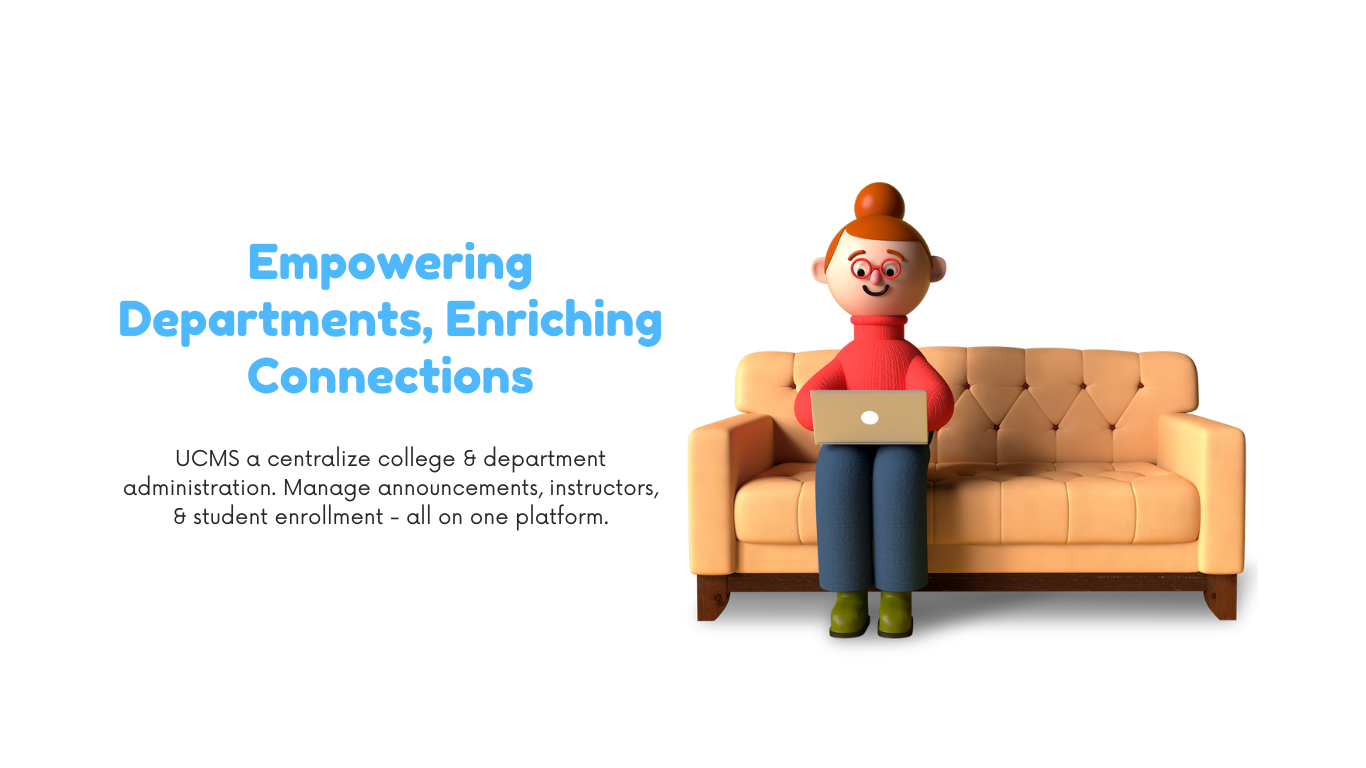 Empowering
Departments, Enriching
Connections
UCMS a centralize college & department
administration. Manage announcements, instructors,
& student enrollment - all on one platform.